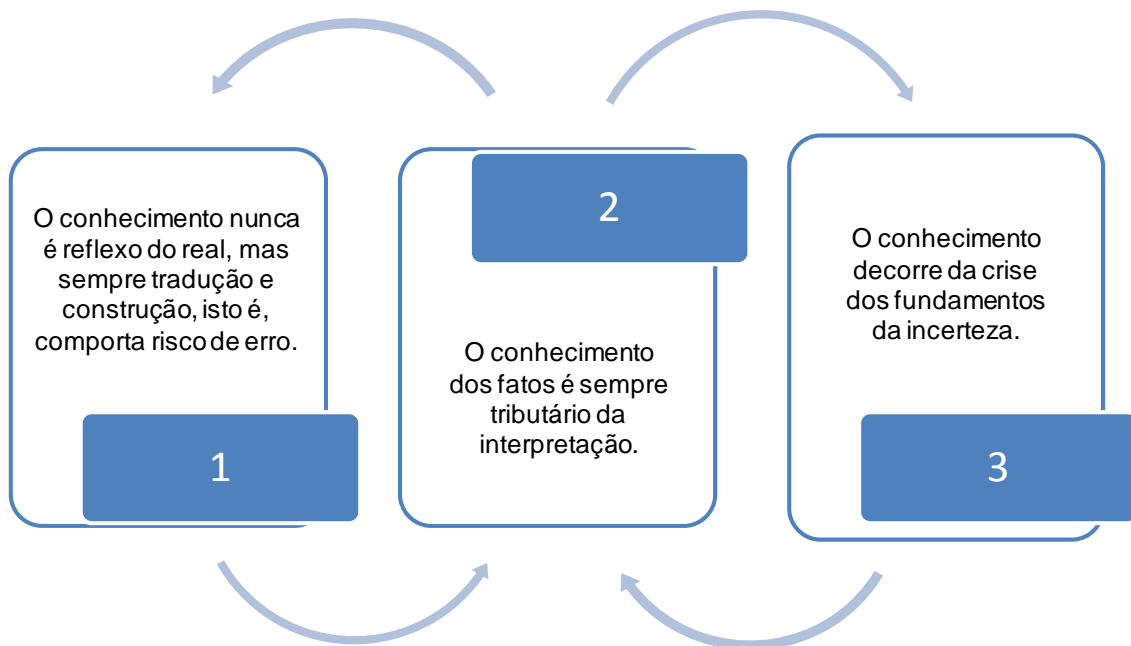 O conhecimento nunca
é reflexo do real, mas
sempre tradução e
construção, isto é,
comporta risco de erro.
1
2
O conhecimento
dos fatos é sempre
tributário da
interpretação.
O conhecimento
decorre da crise
dos fundamentos
da incerteza.
3